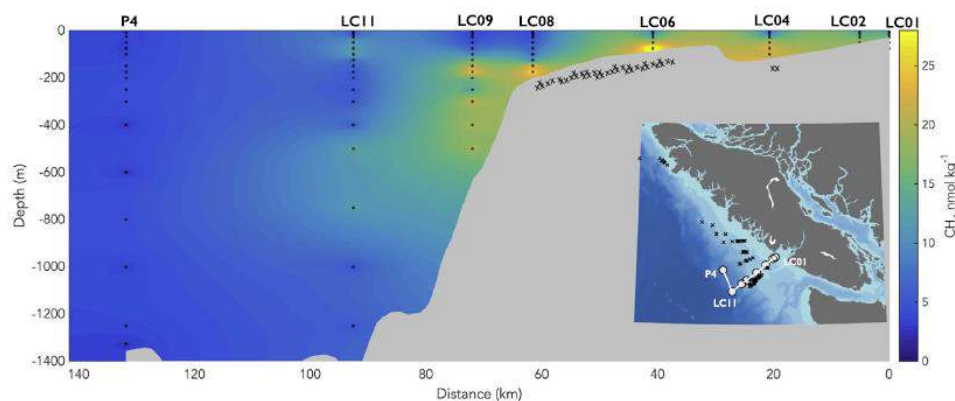 P4 LC11 LC09 LC08 LC06 LC04 LC02 LC01
0
-200
-400
-600
-800
-1000
-1200
-1400
Depth (m)
140 120 100 80 60 40 20 0
Distance (km)
P4
LC11
LC01
25
20
15
10
5
0
CH, nmol kg⁻¹